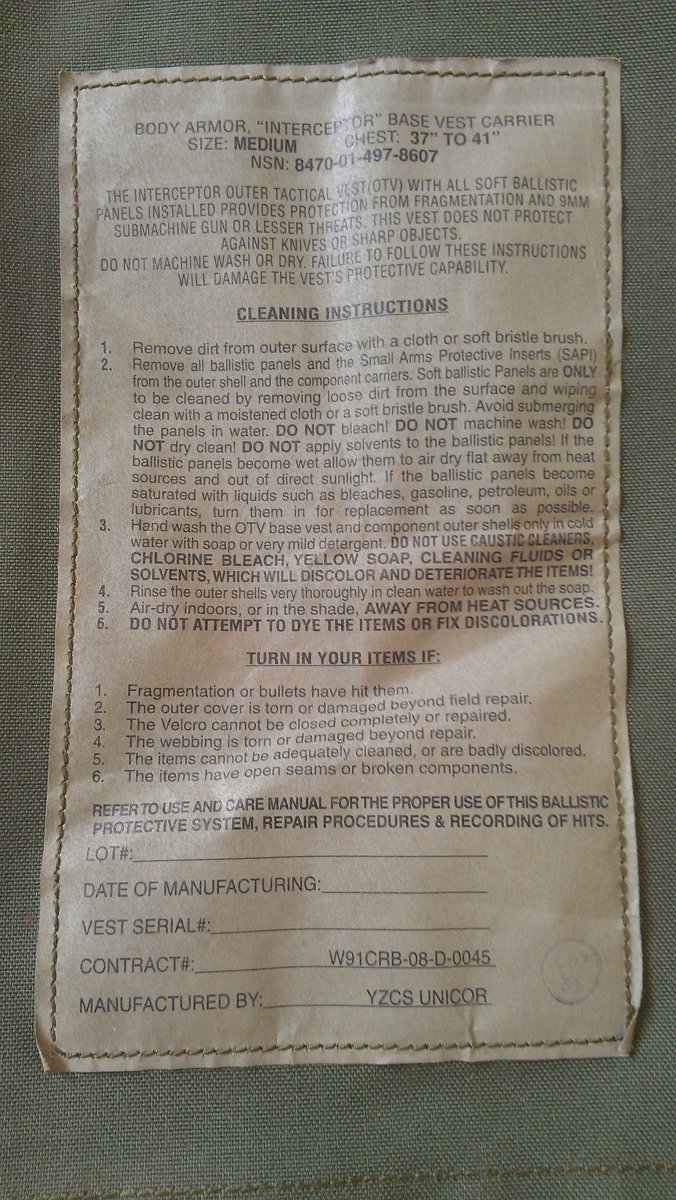 BODY ARMOR, "INTERCEPTOR" BASE VEST CARRIER
SIZE: MEDIUM CHEST: 37" TO 41"
NSN: 8470-01-497-8607
THE INTERCEPTOR OUTER TACTICAL VEST(OTV) WITH ALL SOFT BALLISTIC
PANELS INSTALLED PROVIDES PROTECTION FROM FRAGMENTATION AND 9MM
SUBMACHINE GUN OR LESSER THREATS. THIS VEST DOES NOT PROTECT
AGAINST KNIVES OR SHARP OBJECTS.
DO NOT MACHINE WASH OR DRY. FAILURE TO FOLLOW THESE INSTRUCTIONS
WILL DAMAGE THE VEST'S PROTECTIVE CAPABILITY.
CLEANING INSTRUCTIONS
1. Remove dirt from outer surface with a cloth or soft bristle brush.
2. Remove all ballistic panels and the Small Arms Protective Inserts (SAPI)
from the outer shell and the component carriers. Soft ballistic Panels are ONLY
to be cleaned by removing loose dirt from the surface and wiping
clean with a moistened cloth or a soft bristle brush. Avoid submerging
the panels in water. DO NOT bleach! DO NOT machine wash! DO
NOT dry clean! DO NOT apply solvents to the ballistic panels! If the
ballistic panels become wet allow them to air dry flat away from heat
sources and out of direct sunlight. If the ballistic panels become
saturated with liquids such as bleaches, gasoline, petroleum, oils or
lubricants, turn them in for replacement as soon as possible.
3. Hand wash the OTV base vest and component outer shells only in cold
water with soap or very mild detergent. DO NOT USE CAUSTIC CLEANERS,
CHLORINE BLEACH, YELLOW SOAP, CLEANING FLUIDS OR
SOLVENTS, WHICH WILL DISCOLOR AND DETERIORATE THE ITEMS!
4. Rinse the outer shells very thoroughly in clean water to wash out the soap.
5. Air-dry indoors, or in the shade, AWAY FROM HEAT SOURCES.
6. DO NOT ATTEMPT TO DYE THE ITEMS OR FIX DISCOLORATIONS.
TURN IN YOUR ITEMS IF:
1. Fragmentation or bullets have hit them.
2. The outer cover is torn or damaged beyond field repair.
3. The Velcro cannot be closed completely or repaired.
4. The webbing is torn or damaged beyond repair.
5. The items cannot be adequately cleaned, or are badly discolored.
6. The items have open seams or broken components.
REFER TO USE AND CARE MANUAL FOR THE PROPER USE OF THIS BALLISTIC
PROTECTIVE SYSTEM, REPAIR PROCEDURES & RECORDING OF HITS.
LOT#:
DATE OF MANUFACTURING:
VEST SERIAL#:
CONTRACT#: W91CRB-08-D-0045
MANUFACTURED BY: YZCS UNICOR